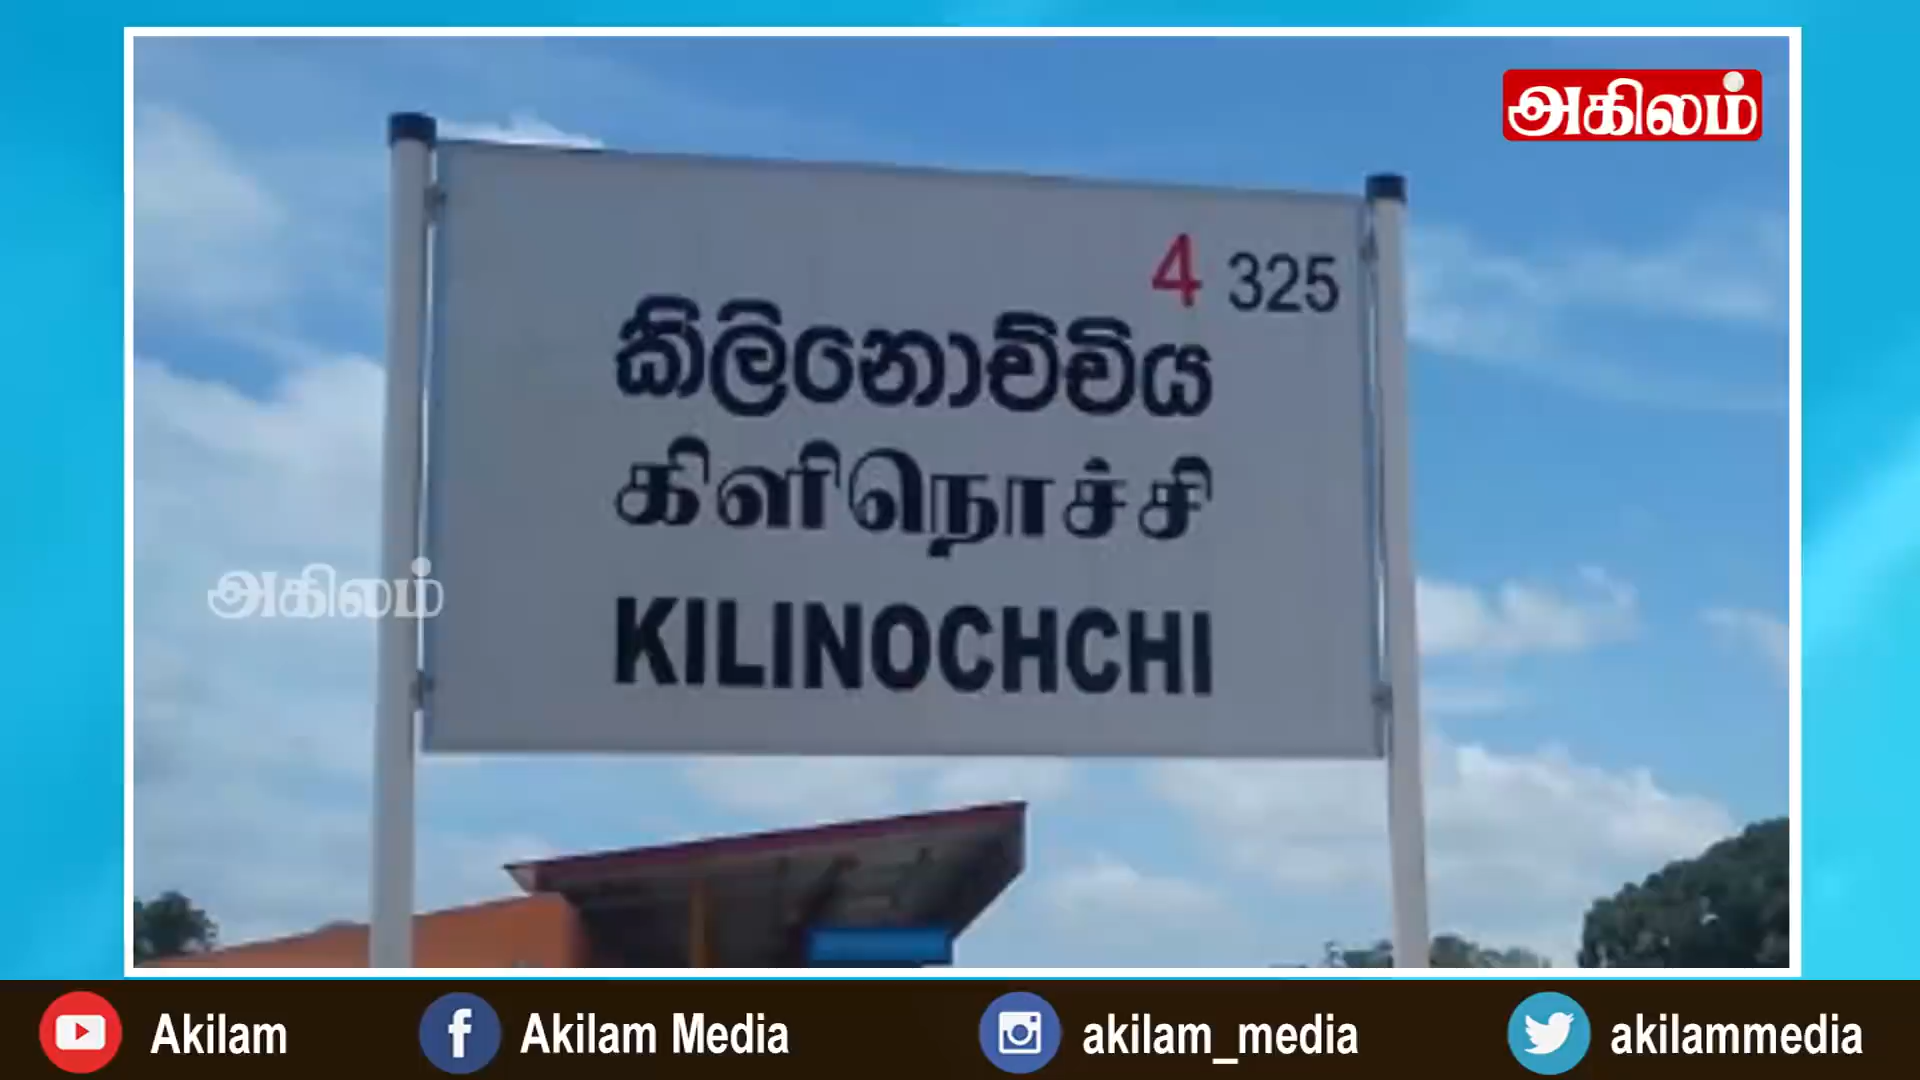 அகிலம்
4 325
කිලිනොච්චිය
கிளிநொச்சி
அகிலம்
KILINOCHCHI
Akilam
Akilam Media
akilam_media
akilammedia